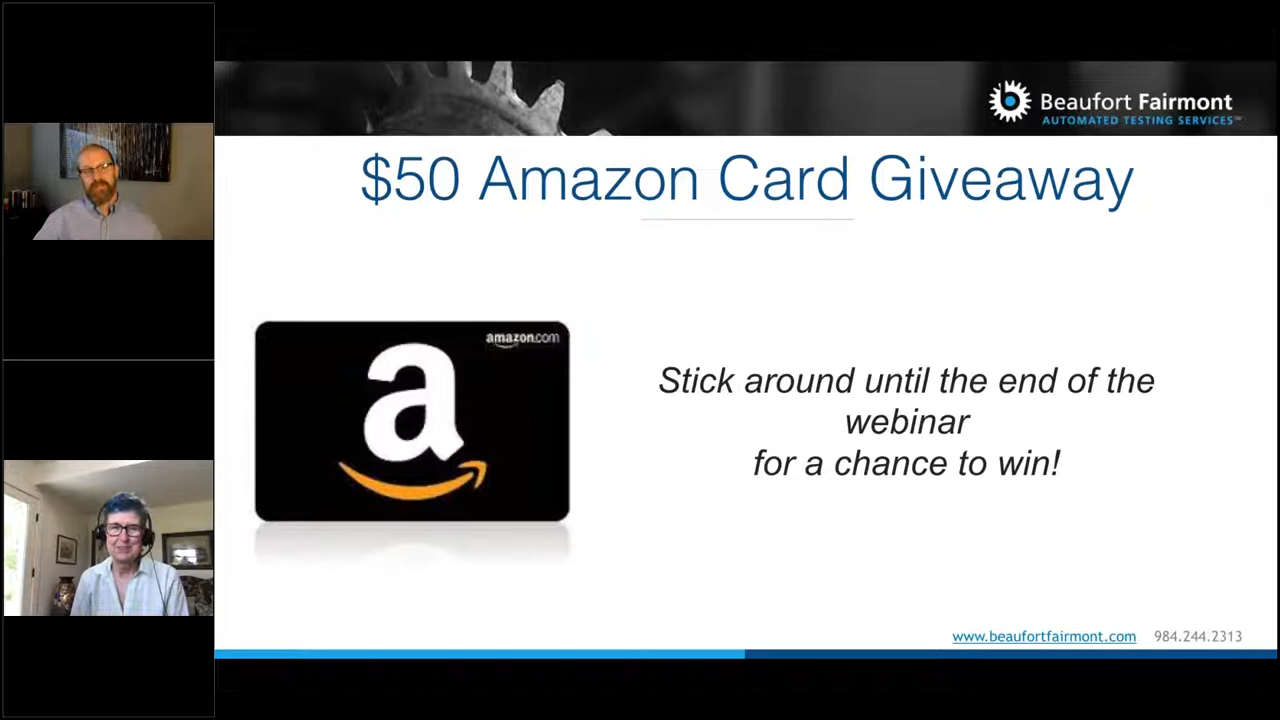 Beaufort Fairmont
AUTOMATED TESTING SERVICES
$50 Amazon Card Giveaway
amazon.com
a
Stick around until the end of the
webinar
for a chance to win!
www.beaufortfairmont.com 984.244.2313